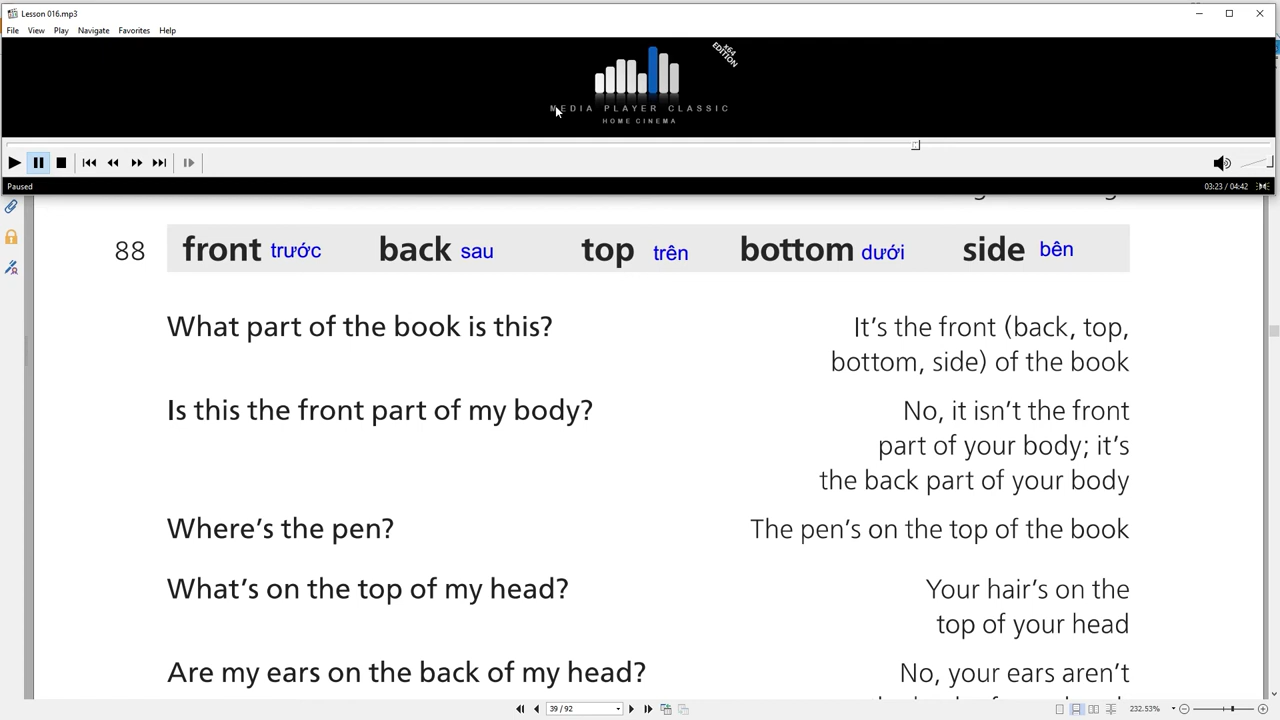 Lesson 016.mp3
File View Play Navigate Favorites Help
x64 EDITION
MEDIA PLAYER CLASSIC
HOME CINEMA
Paused 03:23 / 04:42
88 front trước back sau top trên bottom dưới side bên
What part of the book is this? It's the front (back, top,
bottom, side) of the book
Is this the front part of my body? No, it isn't the front
part of your body; it's
the back part of your body
Where's the pen? The pen's on the top of the book
What's on the top of my head? Your hair's on the
top of your head
Are my ears on the back of my head? No, your ears aren't
39 / 92 232.53%